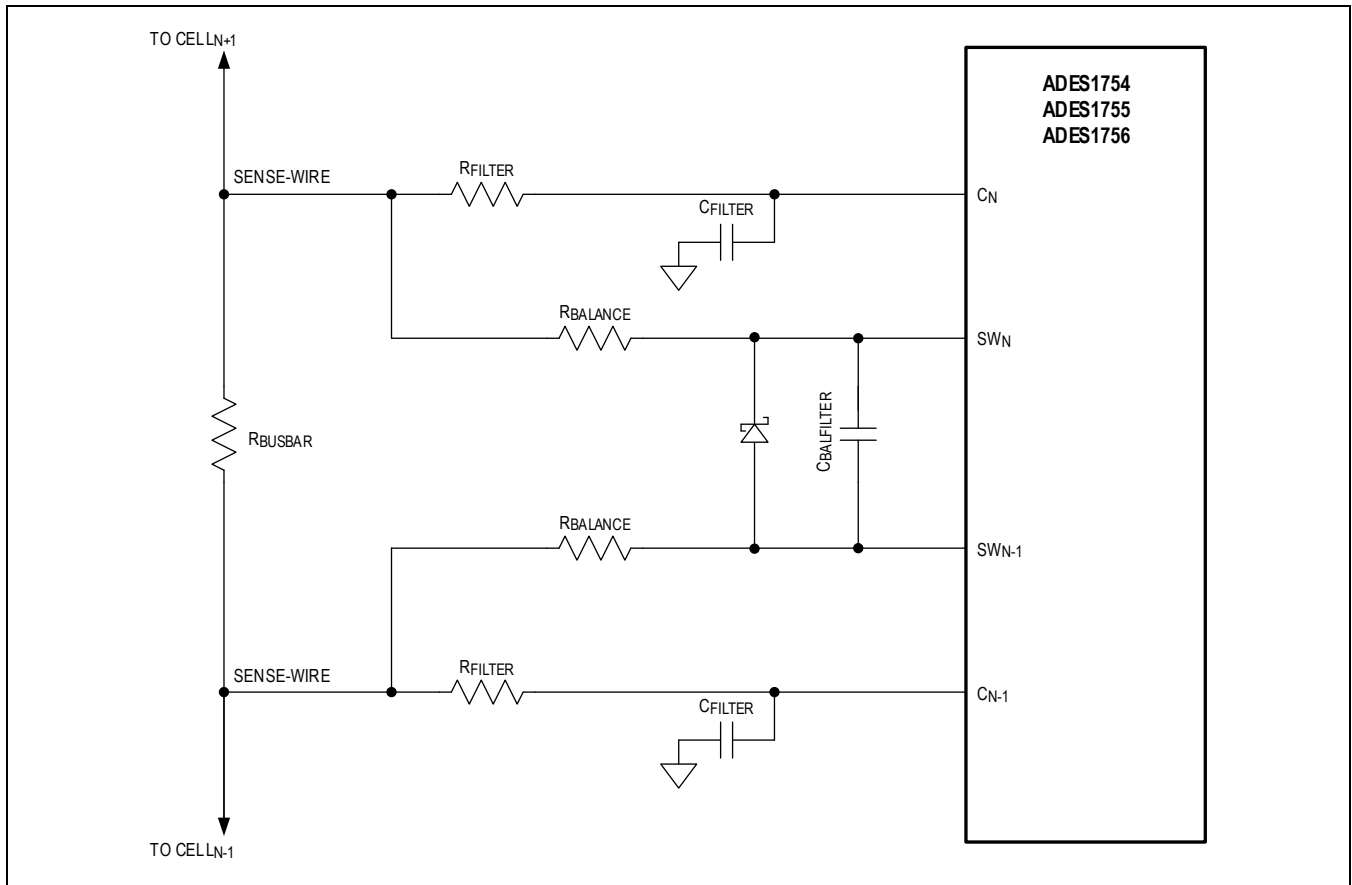 TO CELLN+1
ADES1754
ADES1755
ADES1756
SENSE-WIRE
RFILTER
CFILTER
CN
RBALANCE
SWN
RBUSBAR
CBALFILTER
RBALANCE
SWN-1
SENSE-WIRE
RFILTER
CFILTER
CN-1
TO CELLN-1